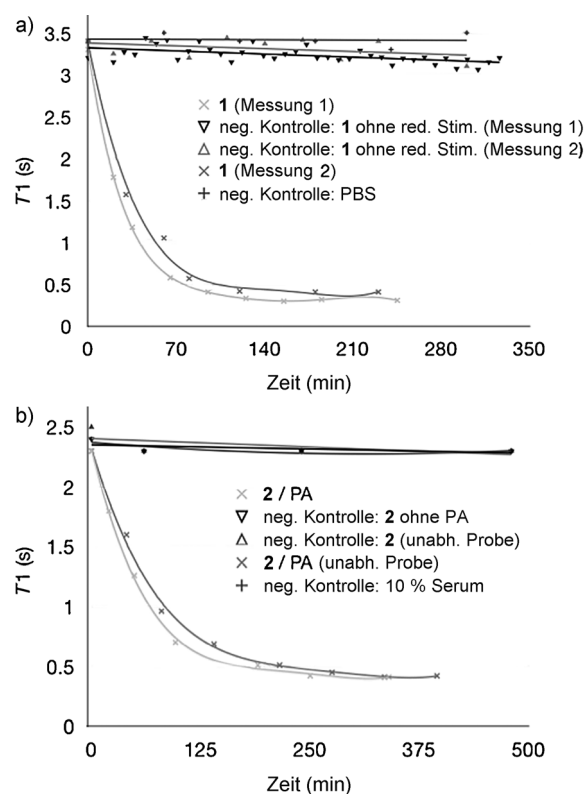 a)
3.5
3.5
2.5
2
1.5
1
0.5
0
T1 (s)
× 1 (Messung 1)
▼ neg. Kontrolle: 1 ohne red. Stim. (Messung 1)
△ neg. Kontrolle: 1 ohne red. Stim. (Messung 2)
× 1 (Messung 2)
+ neg. Kontrolle: PBS
0 70 140 210 280 350
Zeit (min)
b)
2.5
2
1.5
1
0.5
0
T1 (s)
× 2 / PA
▼ neg. Kontrolle: 2 ohne PA
△ neg. Kontrolle: 2 (unabh. Probe)
× 2 / PA (unabh. Probe)
+ neg. Kontrolle: 10 % Serum
0 125 250 375 500
Zeit (min)